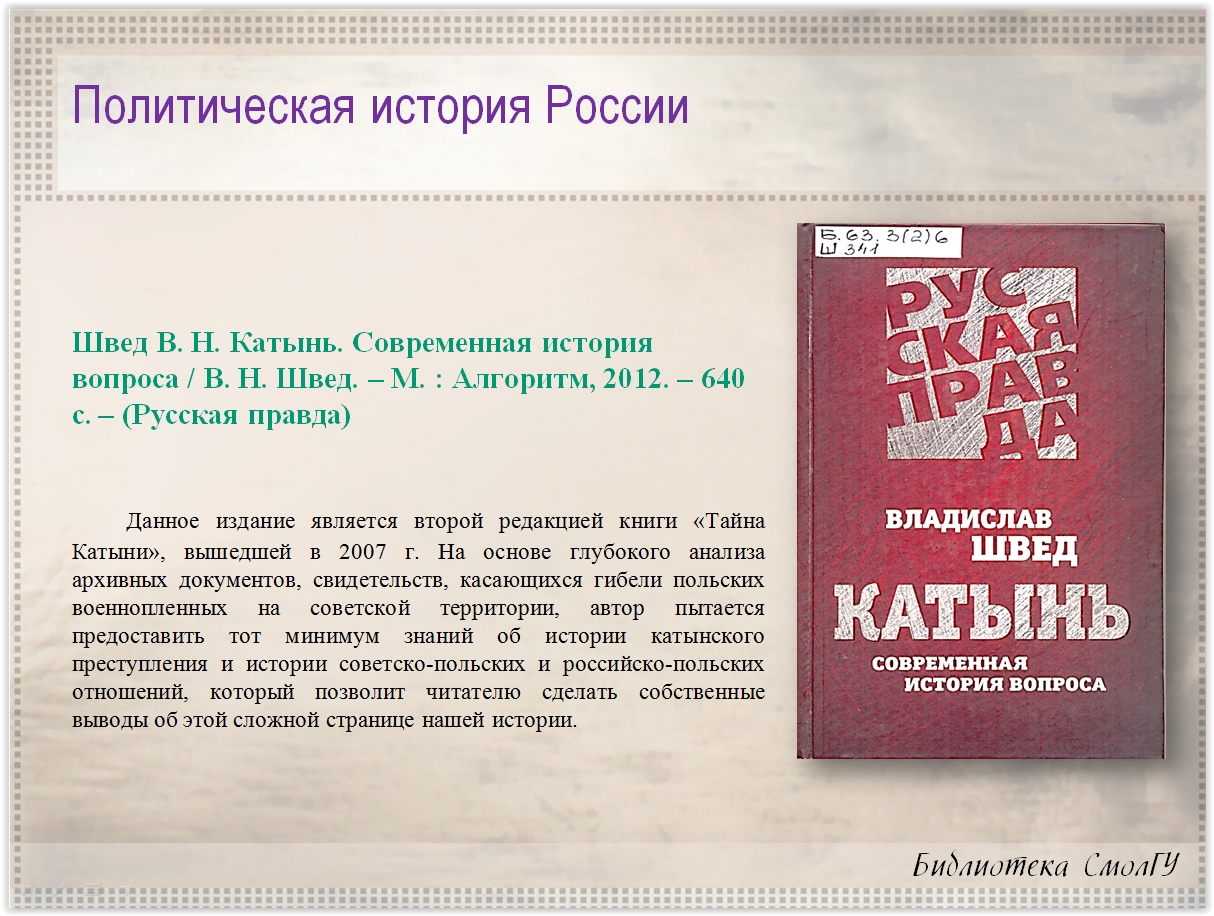 Политическая история России
Швед В. Н. Катынь. Современная история
вопроса / В. Н. Швед. – М. : Алгоритм, 2012. – 640
с. – (Русская правда)
Данное издание является второй редакцией книги «Тайна
Катыни», вышедшей в 2007 г. На основе глубокого анализа
архивных документов, свидетельств, касающихся гибели польских
военнопленных на советской территории, автор пытается
предоставить тот минимум знаний об истории катынского
преступления и истории советско-польских и российско-польских
отношений, который позволит читателю сделать собственные
выводы об этой сложной странице нашей истории.
Б. 63. 3(2)6
Ш 341
РУС
СКАЯ
ПРАВ
ДА
ВЛАДИСЛАВ
ШВЕД
КАТЫНЬ
СОВРЕМЕННАЯ
ИСТОРИЯ ВОПРОСА
Библиотека СмолГУ